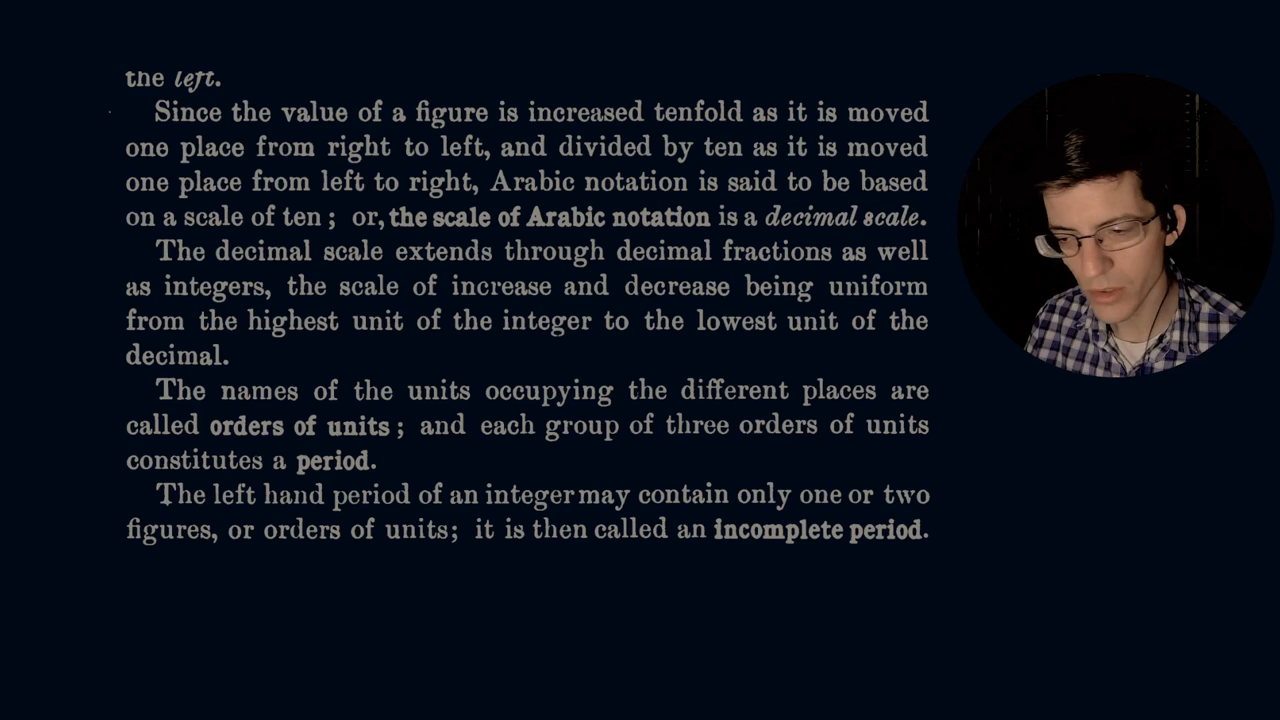 the left.
Since the value of a figure is increased tenfold as it is moved
one place from right to left, and divided by ten as it is moved
one place from left to right, Arabic notation is said to be based
on a scale of ten ; or, the scale of Arabic notation is a decimal scale.
The decimal scale extends through decimal fractions as well
as integers, the scale of increase and decrease being uniform
from the highest unit of the integer to the lowest unit of the
decimal.
The names of the units occupying the different places are
called orders of units ; and each group of three orders of units
constitutes a period.
The left hand period of an integer may contain only one or two
figures, or orders of units; it is then called an incomplete period.